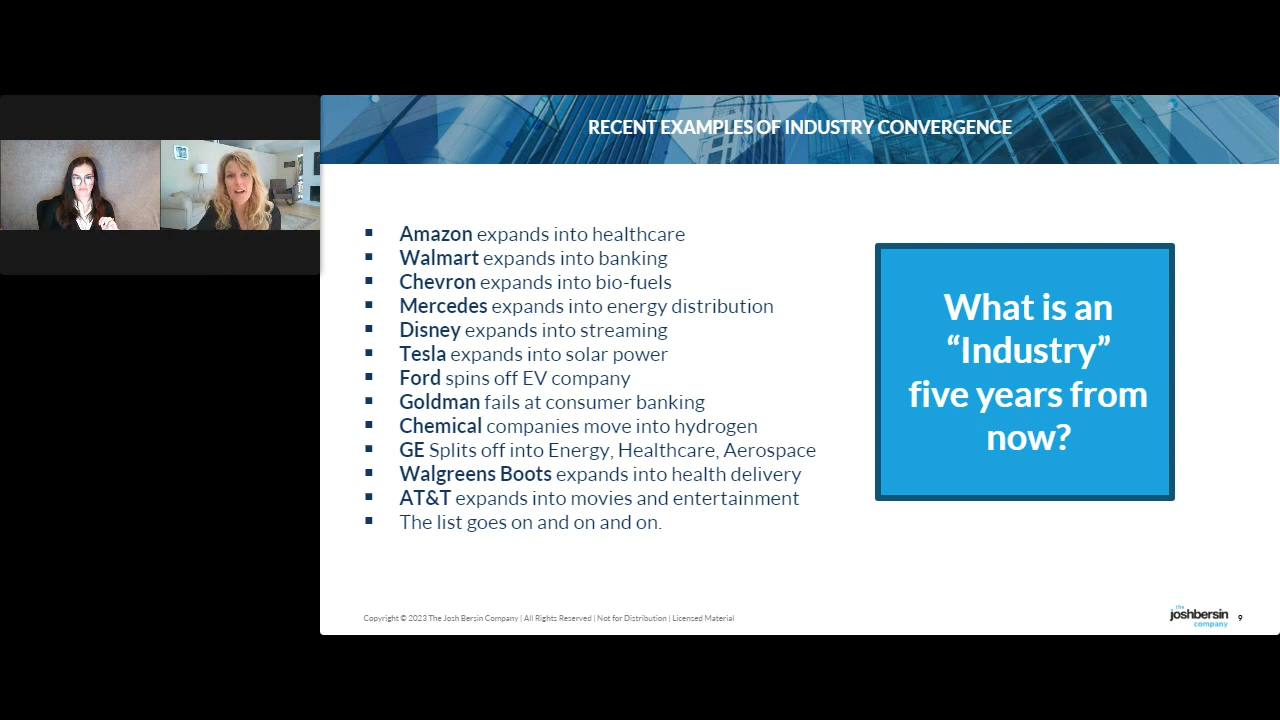 RECENT EXAMPLES OF INDUSTRY CONVERGENCE
▪ Amazon expands into healthcare
▪ Walmart expands into banking
▪ Chevron expands into bio-fuels
▪ Mercedes expands into energy distribution
▪ Disney expands into streaming
▪ Tesla expands into solar power
▪ Ford spins off EV company
▪ Goldman fails at consumer banking
▪ Chemical companies move into hydrogen
▪ GE Splits off into Energy, Healthcare, Aerospace
▪ Walgreens Boots expands into health delivery
▪ AT&T expands into movies and entertainment
▪ The list goes on and on and on.
What is an
“Industry”
five years from
now?
Copyright © 2023 The Josh Bersin Company | All Rights Reserved | Not for Distribution | Licensed Material
the
joshbersin
company
9